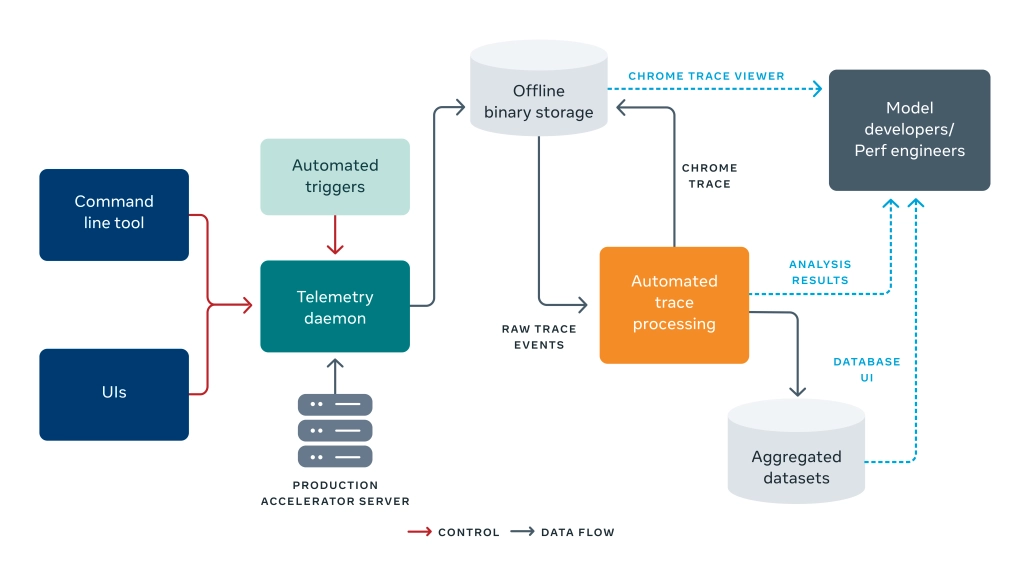 Command
line tool
UIs
Automated
triggers
Telemetry
daemon
PRODUCTION
ACCELERATOR SERVER
Offline
binary storage
RAW TRACE
EVENTS
CHROME
TRACE
Automated
trace
processing
CHROME TRACE VIEWER
Model
developers/
Perf engineers
ANALYSIS
RESULTS
DATABASE
UI
Aggregated
datasets
CONTROL
DATA FLOW